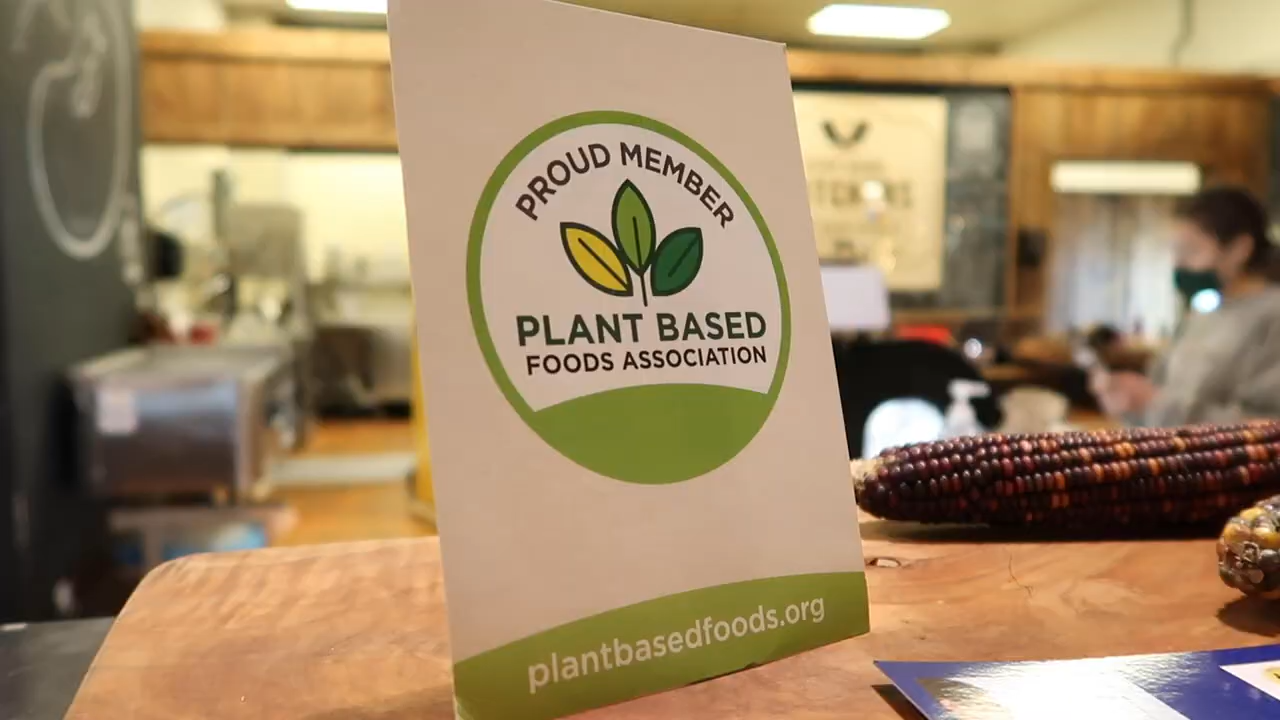 PROUD MEMBER
PLANT BASED
FOODS ASSOCIATION
plantbasedfoods.org